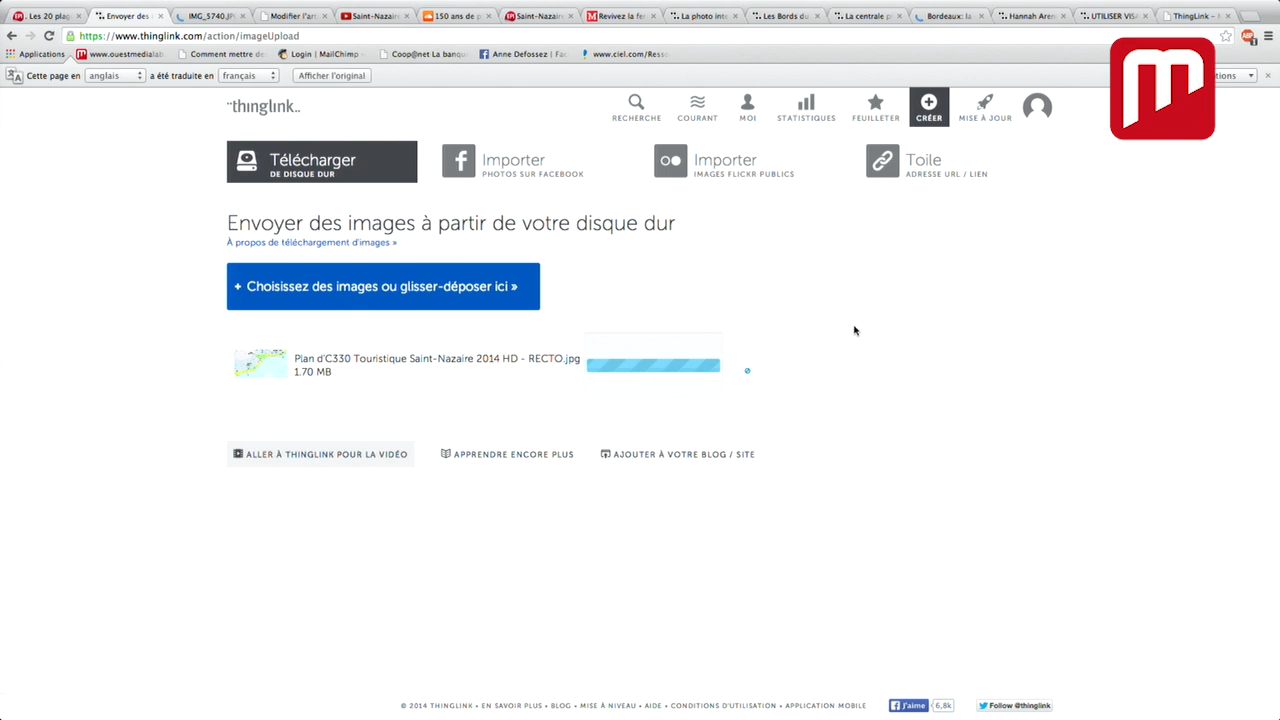 . Les 20 plag
Envoyer des i
IMG_5740.JP
Modifier l'art
Saint-Nazaire
150 ans de p
Saint-Nazaire
Revivez la fer
La photo inte
Les Bords du
La centrale p
Bordeaux: la
Hannah Aren
UTILISER VIS
ThingLink –
https://www.thinglink.com/action/imageUpload
Applications
www.ouestmedialab
Comment mettre de
Login | MailChimp
Coop@net La banqu
Anne Defossez | Fac
www.ciel.com/Resso
Cette page en anglais a été traduite en français Afficher l'original
thinglink..
RECHERCHE
COURANT
MOI
STATISTIQUES
FEUILLETER
CRÉER
MISE À JOUR
Télécharger
DE DISQUE DUR
Importer
PHOTOS SUR FACEBOOK
Importer
IMAGES FLICKR PUBLICS
Toile
ADRESSE URL / LIEN
Envoyer des images à partir de votre disque dur
À propos de téléchargement d'images »
+ Choisissez des images ou glisser-déposer ici »
Plan d'C330 Touristique Saint-Nazaire 2014 HD - RECTO.jpg
1.70 MB
ALLER À THINGLINK POUR LA VIDÉO
APPRENDRE ENCORE PLUS
AJOUTER À VOTRE BLOG / SITE
© 2014 THINGLINK • EN SAVOIR PLUS • BLOG • MISE À NIVEAU • AIDE • CONDITIONS D'UTILISATION • APPLICATION MOBILE
J'aime 6,8k
Follow @thinglink